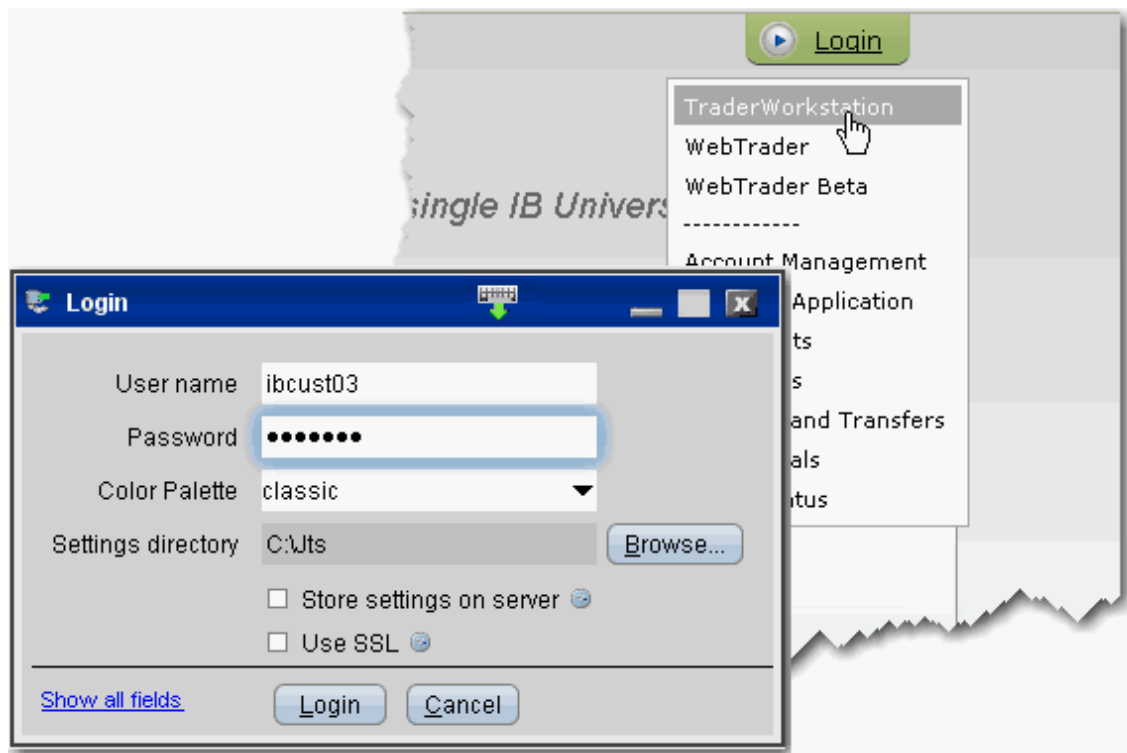 Login
TraderWorkstation
WebTrader
WebTrader Beta
------------
single IB Univers
Account Management
Application
ts
s
and Transfers
als
tus
Login
User name ibcust03
Password •••••••
Color Palette classic
Settings directory C:\Jts Browse...
Store settings on server
Use SSL
Show all fields Login Cancel